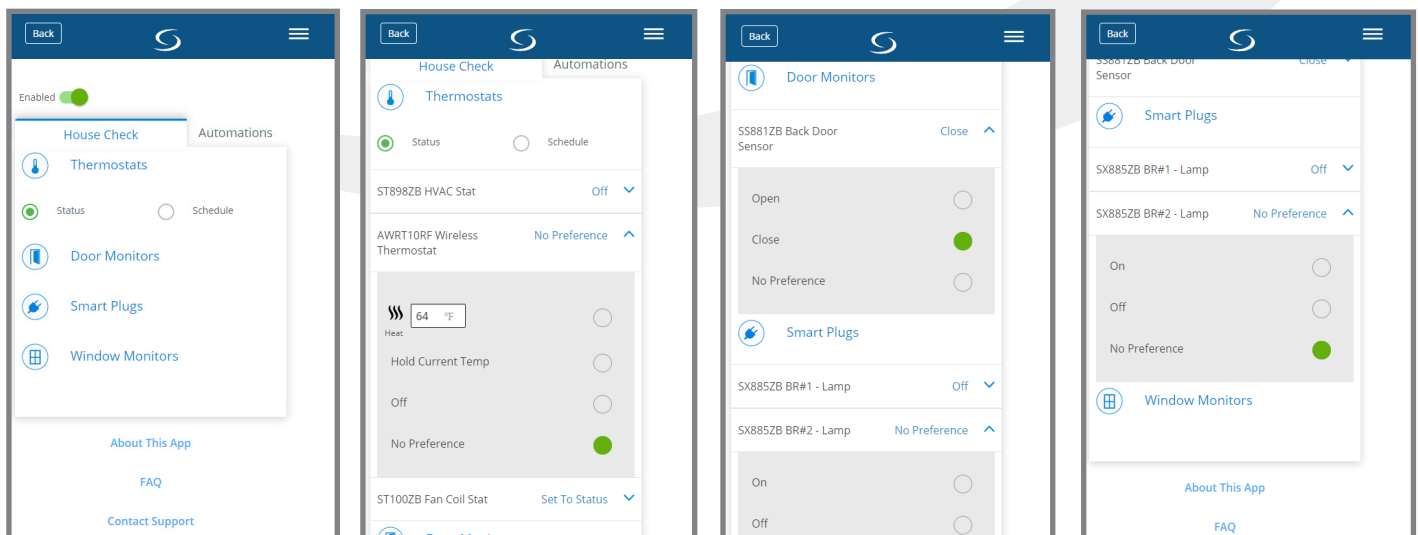 Back
Enabled
House Check
Automations
Thermostats
Status
Schedule
Door Monitors
Smart Plugs
Window Monitors
About This App
FAQ
Contact Support
Back
House Check
Automations
Thermostats
Status
Schedule
ST898ZB HVAC Stat
Off
AWRT10RF Wireless
Thermostat
No Preference
64 °F
Heat
Hold Current Temp
Off
No Preference
ST100ZB Fan Coil Stat
Set To Status
Back
Door Monitors
SS881ZB Back Door
Sensor
Close
Open
Close
No Preference
Smart Plugs
SX885ZB BR#1 - Lamp
Off
SX885ZB BR#2 - Lamp
No Preference
On
Off
Back
SS881ZB Back Door
Sensor
Close
Smart Plugs
SX885ZB BR#1 - Lamp
Off
SX885ZB BR#2 - Lamp
No Preference
On
Off
No Preference
Window Monitors
About This App
FAQ